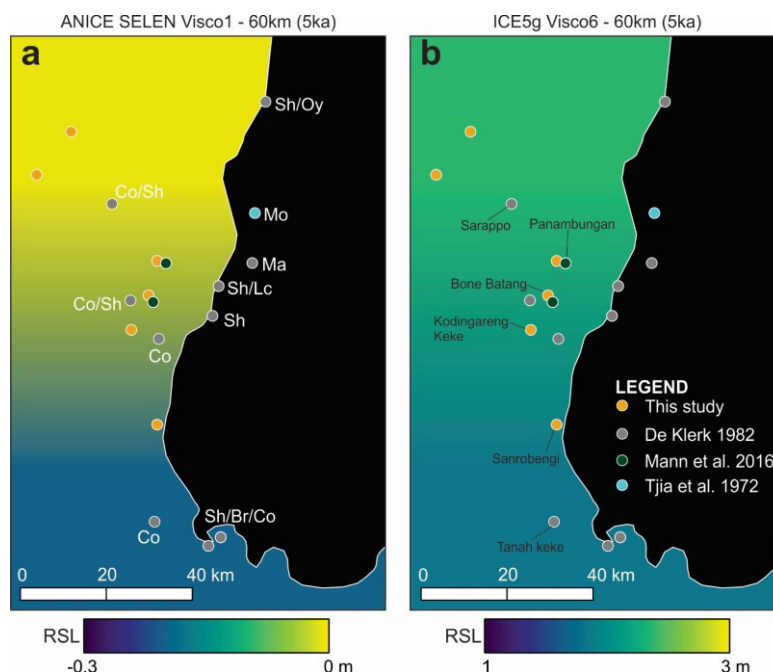 ANICE SELEN Visco1 - 60km (5ka)
a
Sh/Oy
Co/Sh
Mo
Ma
Sh/Lc
Co/Sh
Sh
Co
Sh/Br/Co
Co
0 20 40 km
RSL
-0.3 0 m
ICE5g Visco6 - 60km (5ka)
b
Sarappo
Panambungan
Bone Batang
Kodingareng
Keke
LEGEND
This study
De Klerk 1982
Mann et al. 2016
Tjia et al. 1972
Sanrobengi
Tanah keke
0 20 40 km
RSL
1 3 m